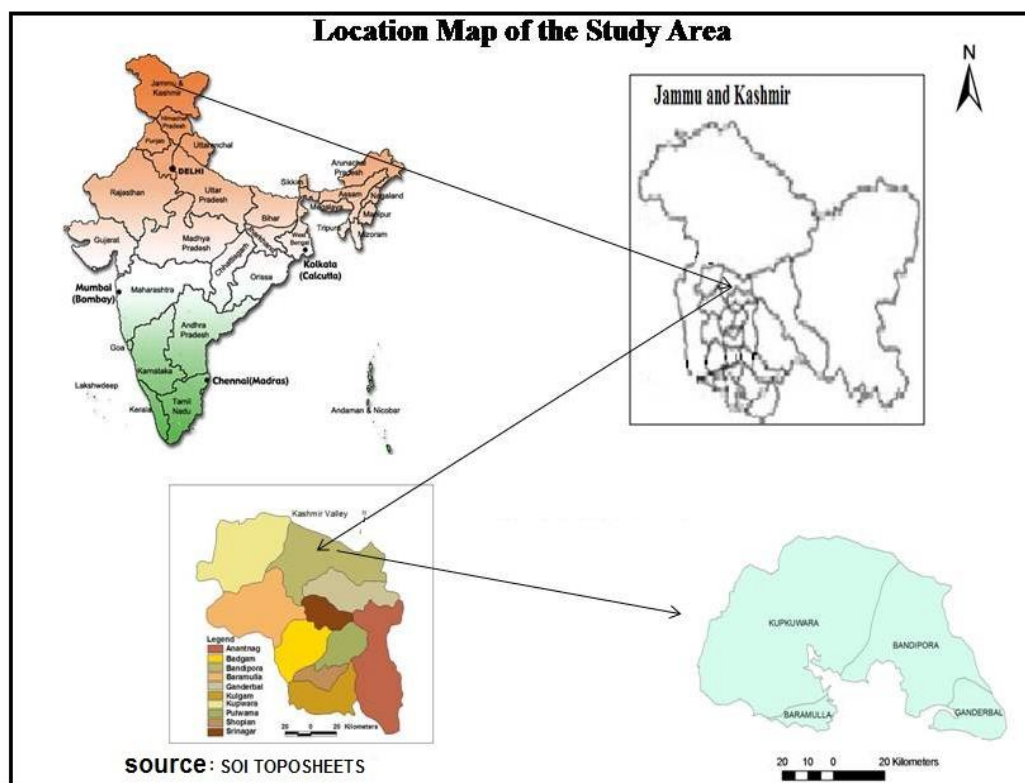 Location Map of the Study Area
N
Jammu &
Kashmir
Himachal
Pradesh
Punjab
Uttarenchal
DELHI
Rajasthan
Uttar
Pradesh
Sikkim
Arunachal
Pradesh
Assam
Nagaland
Meghalaya
Manipur
Tripura
Mizoram
Bihar
West
Bengal
Gujarat
Madhya
Pradesh
Chhattisgarh
Kolkata
(Calcutta)
Orissa
Mumbai
(Bombay)
Maharashtra
Andhra
Pradesh
Goa
Karnataka
Chennai(Madras)
Lakshwdeep
Kerala
Tamil
Nadu
Andaman & Nicobar
Jammu and Kashmir
Kashmir Valley
Legend
Anantnag
Badgam
Bandipora
Baramulla
Ganderbal
Kulgam
Kupwara
Pulwama
Shopian
Srinagar
20 0 20 Kilometers
source: SOI TOPOSHEETS
KUPKUWARA
BANDIPORA
BARAMULLA
GANDERBAL
20 10 0 20 Kilometers